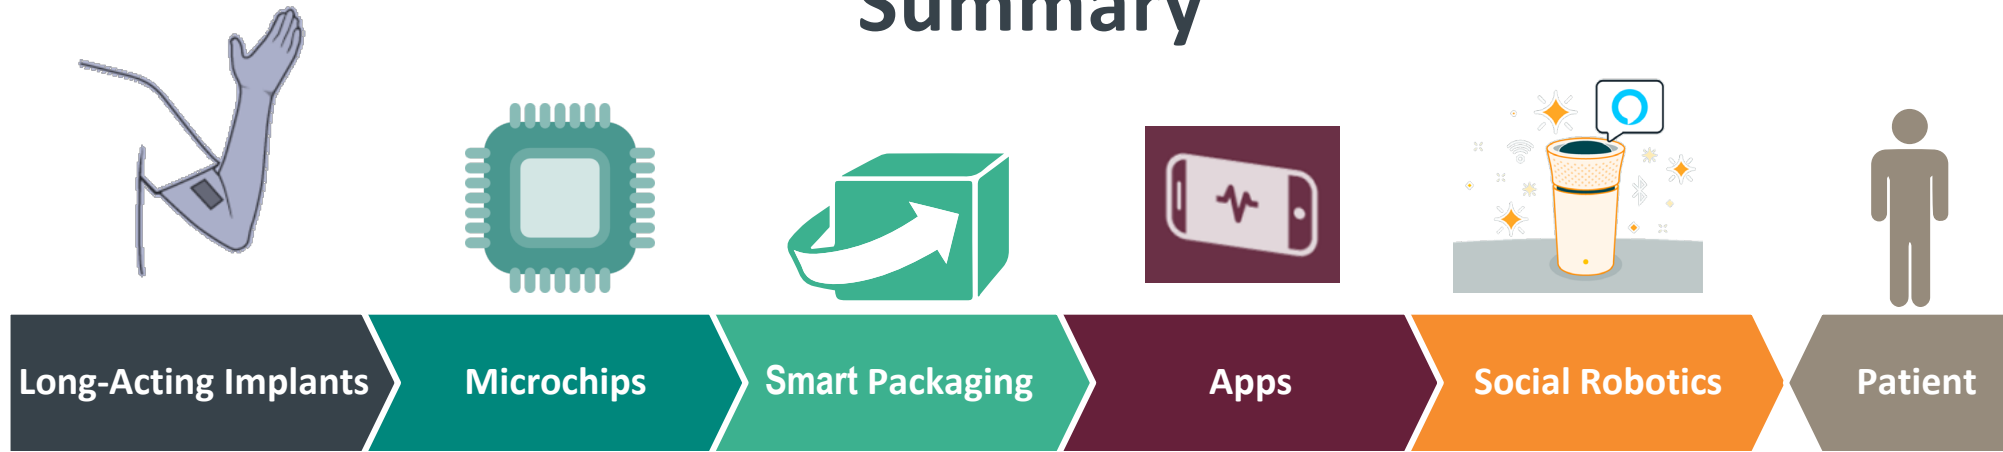 Summary
Long-Acting Implants
Microchips
Smart Packaging
Apps
Social Robotics
Patient